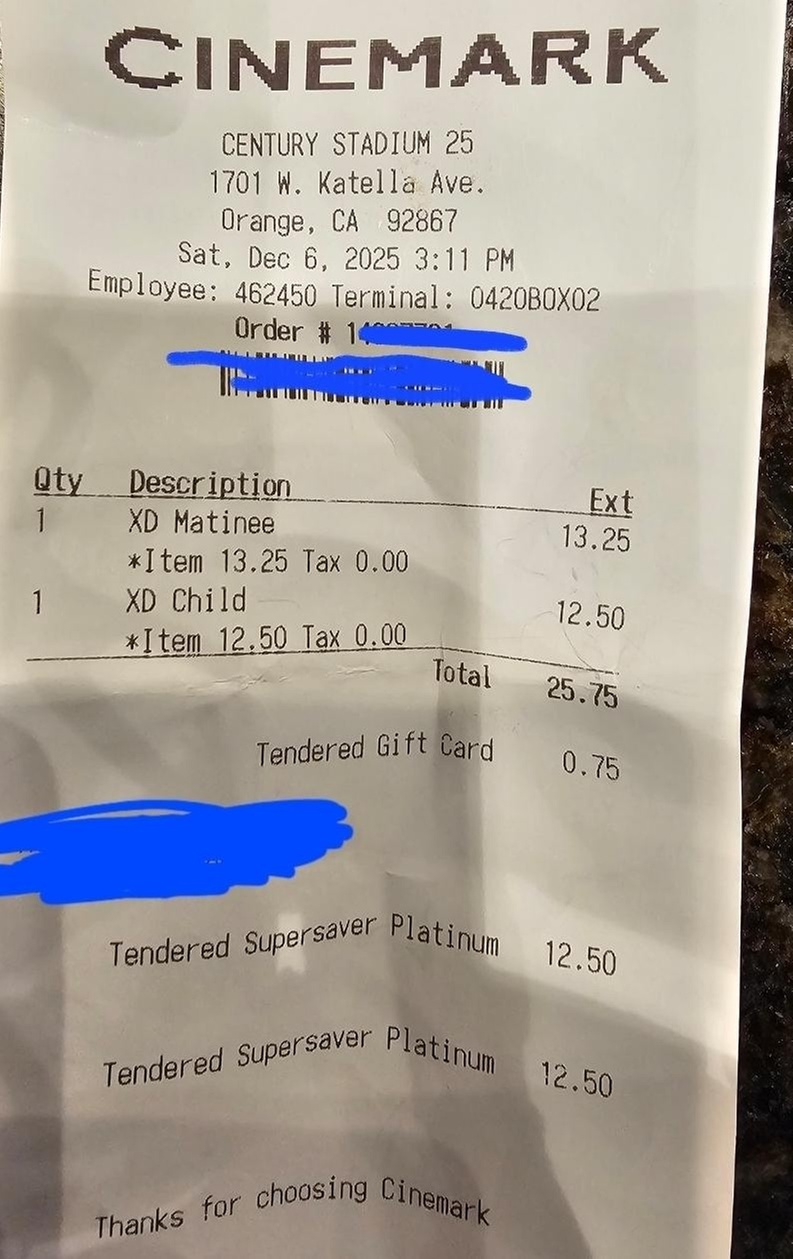 CINEMARK
CENTURY STADIUM 25
1701 W. Katella Ave.
Orange, CA 92867
Sat, Dec 6, 2025 3:11 PM
Employee: 462450 Terminal: 0420BOX02
Order #
Qty Description Ext
1 XD Matinee 13.25
*Item 13.25 Tax 0.00
1 XD Child 12.50
*Item 12.50 Tax 0.00
Total 25.75
Tendered Gift Card 0.75
Tendered Supersaver Platinum 12.50
Tendered Supersaver Platinum 12.50
Thanks for choosing Cinemark